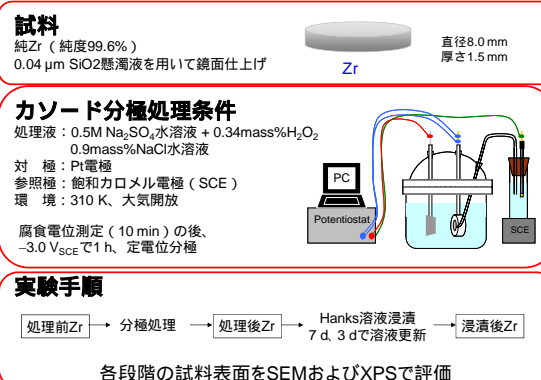 試料
純Zr（純度99.6%）
0.04 μm SiO2懸濁液を用いて鏡面仕上げ
Zr
直径8.0 mm
厚さ1.5 mm
カソード分極処理条件
処理液：0.5M Na₂SO₄水溶液 + 0.34mass%H₂O₂
0.9mass%NaCl水溶液
対　極：Pt電極
参照極：飽和カロメル電極（SCE）
環　境：310 K、大気開放
腐食電位測定（10 min）の後、
−3.0 V_SCEで1 h、定電位分極
PC
Potentiostat
SCE
実験手順
処理前Zr
分極処理
処理後Zr
Hanks溶液浸漬
7 d, 3 dで溶液更新
浸漬後Zr
各段階の試料表面をSEMおよびXPSで評価